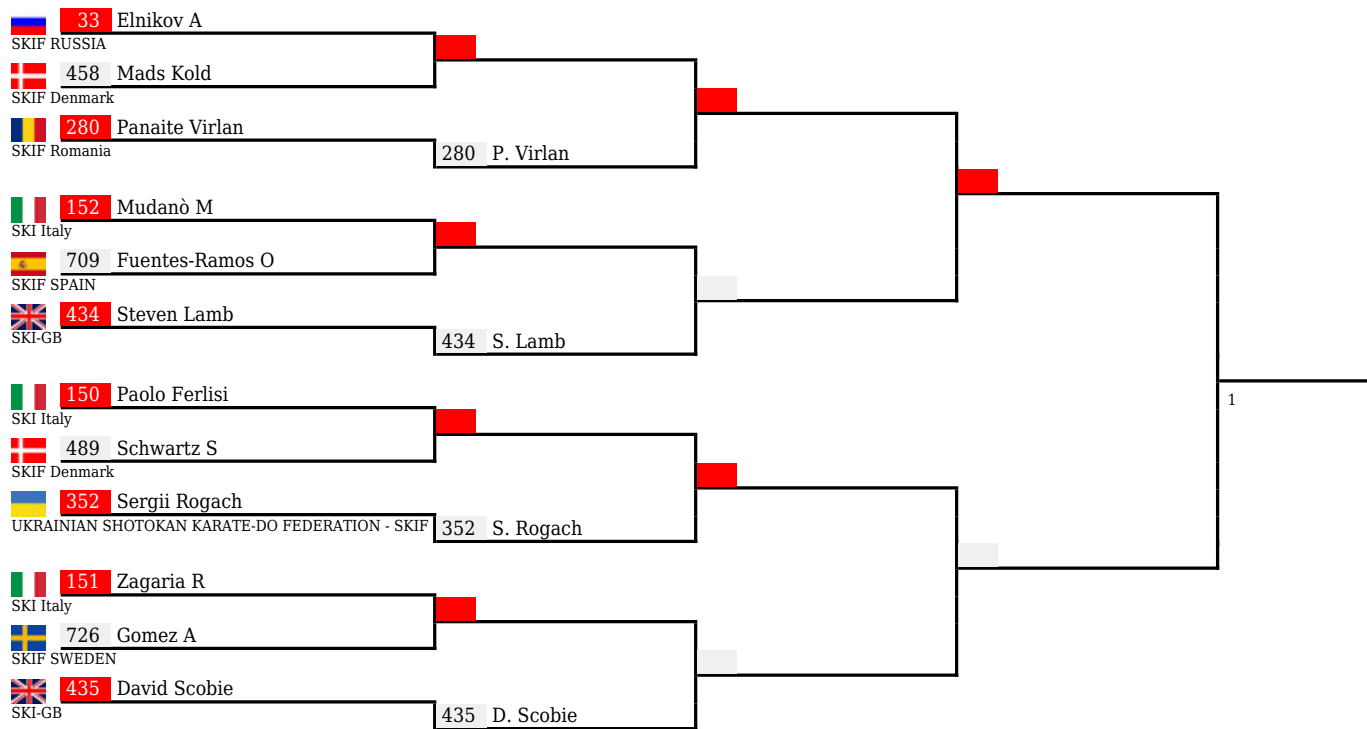 33 Elnikov A
SKIF RUSSIA
458 Mads Kold
SKIF Denmark
280 Panaite Virlan
SKIF Romania
280 P. Virlan
152 Mudanò M
SKI Italy
709 Fuentes-Ramos O
SKIF SPAIN
434 Steven Lamb
SKI-GB
434 S. Lamb
150 Paolo Ferlisi
SKI Italy
1
489 Schwartz S
SKIF Denmark
352 Sergii Rogach
UKRAINIAN SHOTOKAN KARATE-DO FEDERATION - SKIF
352 S. Rogach
151 Zagaria R
SKI Italy
726 Gomez A
SKIF SWEDEN
435 David Scobie
SKI-GB
435 D. Scobie